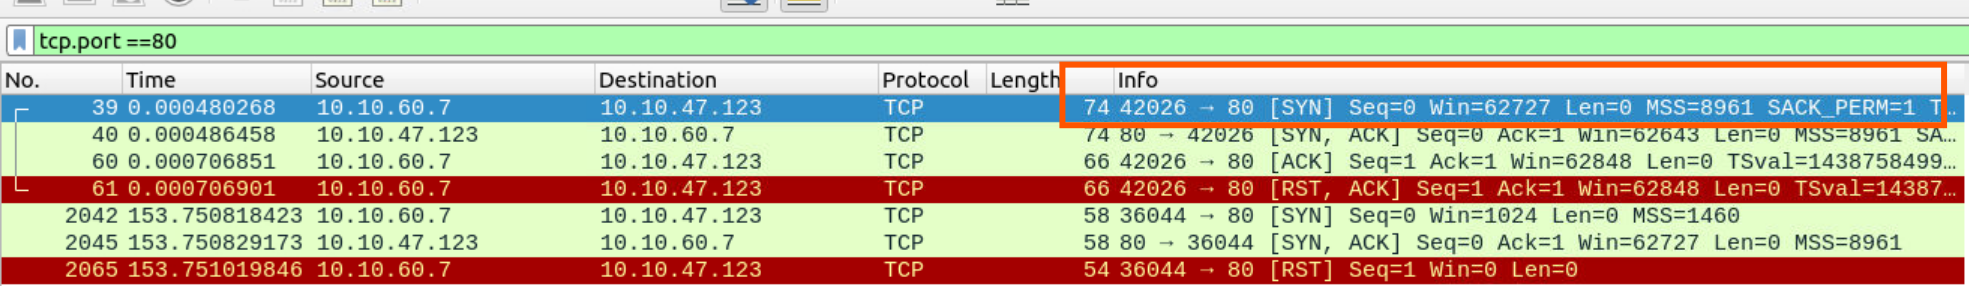 tcp.port ==80
No. Time Source Destination Protocol Length Info
39 0.000480268 10.10.60.7 10.10.47.123 TCP 74 42026 → 80 [SYN] Seq=0 Win=62727 Len=0 MSS=8961 SACK_PERM=1 T…
40 0.000486458 10.10.47.123 10.10.60.7 TCP 74 80 → 42026 [SYN, ACK] Seq=0 Ack=1 Win=62643 Len=0 MSS=8961 SA…
60 0.000706851 10.10.60.7 10.10.47.123 TCP 66 42026 → 80 [ACK] Seq=1 Ack=1 Win=62848 Len=0 TSval=1438758499…
61 0.000706901 10.10.60.7 10.10.47.123 TCP 66 42026 → 80 [RST, ACK] Seq=1 Ack=1 Win=62848 Len=0 TSval=14387…
2042 153.750818423 10.10.60.7 10.10.47.123 TCP 58 36044 → 80 [SYN] Seq=0 Win=1024 Len=0 MSS=1460
2045 153.750829173 10.10.47.123 10.10.60.7 TCP 58 80 → 36044 [SYN, ACK] Seq=0 Ack=1 Win=62727 Len=0 MSS=8961
2065 153.751019846 10.10.60.7 10.10.47.123 TCP 54 36044 → 80 [RST] Seq=1 Win=0 Len=0